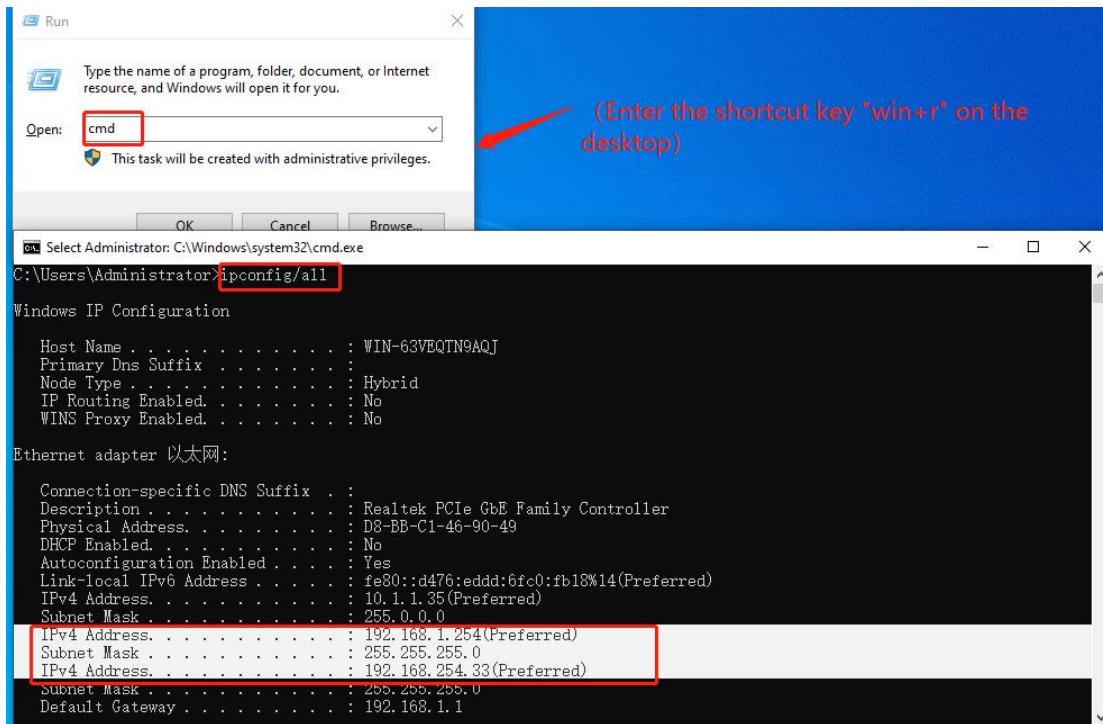 Run
Type the name of a program, folder, document, or Internet
resource, and Windows will open it for you.
Open: cmd
This task will be created with administrative privileges.
(Enter the shortcut key "win+r" on the
desktop)
OK Cancel Browse...
Select Administrator: C:\Windows\system32\cmd.exe
C:\Users\Administrator>ipconfig/all
Windows IP Configuration
Host Name . . . . . . . . . . . . : WIN-63VEQTN9AQJ
Primary Dns Suffix . . . . . . . :
Node Type . . . . . . . . . . . . : Hybrid
IP Routing Enabled. . . . . . . . : No
WINS Proxy Enabled. . . . . . . . : No
Ethernet adapter 以太网:
Connection-specific DNS Suffix . :
Description . . . . . . . . . . . : Realtek PCIe GbE Family Controller
Physical Address. . . . . . . . . : D8-BB-C1-46-90-49
DHCP Enabled. . . . . . . . . . . : No
Autoconfiguration Enabled . . . . : Yes
Link-local IPv6 Address . . . . . : fe80::d476:eddd:6fc0:fb18%14(Preferred)
IPv4 Address. . . . . . . . . . . : 10.1.1.35(Preferred)
Subnet Mask . . . . . . . . . . . : 255.0.0.0
IPv4 Address. . . . . . . . . . . : 192.168.1.254(Preferred)
Subnet Mask . . . . . . . . . . . : 255.255.255.0
IPv4 Address. . . . . . . . . . . : 192.168.254.33(Preferred)
Subnet Mask . . . . . . . . . . . : 255.255.255.0
Default Gateway . . . . . . . . . : 192.168.1.1